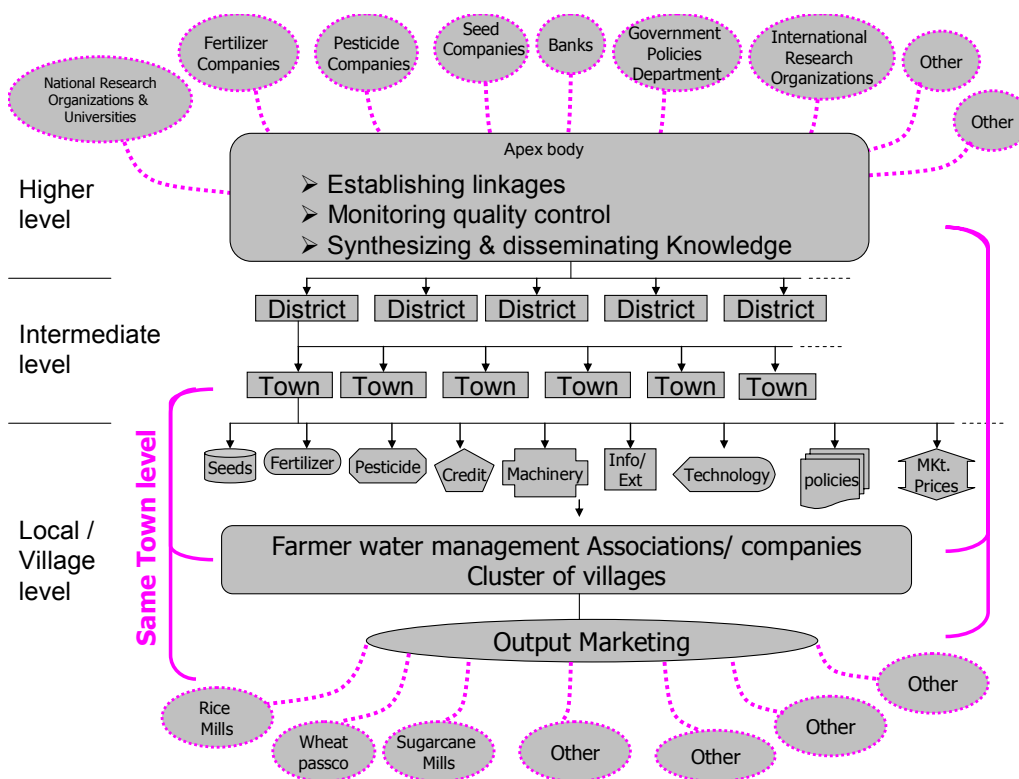 National Research
Organizations &
Universities
Fertilizer
Companies
Pesticide
Companies
Seed
Companies
Banks
Government
Policies
Department
International
Research
Organizations
Other
Other
Higher
level
Apex body
➢ Establishing linkages
➢ Monitoring quality control
➢ Synthesizing & disseminating Knowledge
Intermediate
level
District
District
District
District
District
Town
Town
Town
Town
Town
Town
Same Town level
Local /
Village
level
Seeds
Fertilizer
Pesticide
Credit
Machinery
Info/
Ext
Technology
policies
MKt.
Prices
Farmer water management Associations/ companies
Cluster of villages
Output Marketing
Rice
Mills
Wheat
passco
Sugarcane
Mills
Other
Other
Other
Other